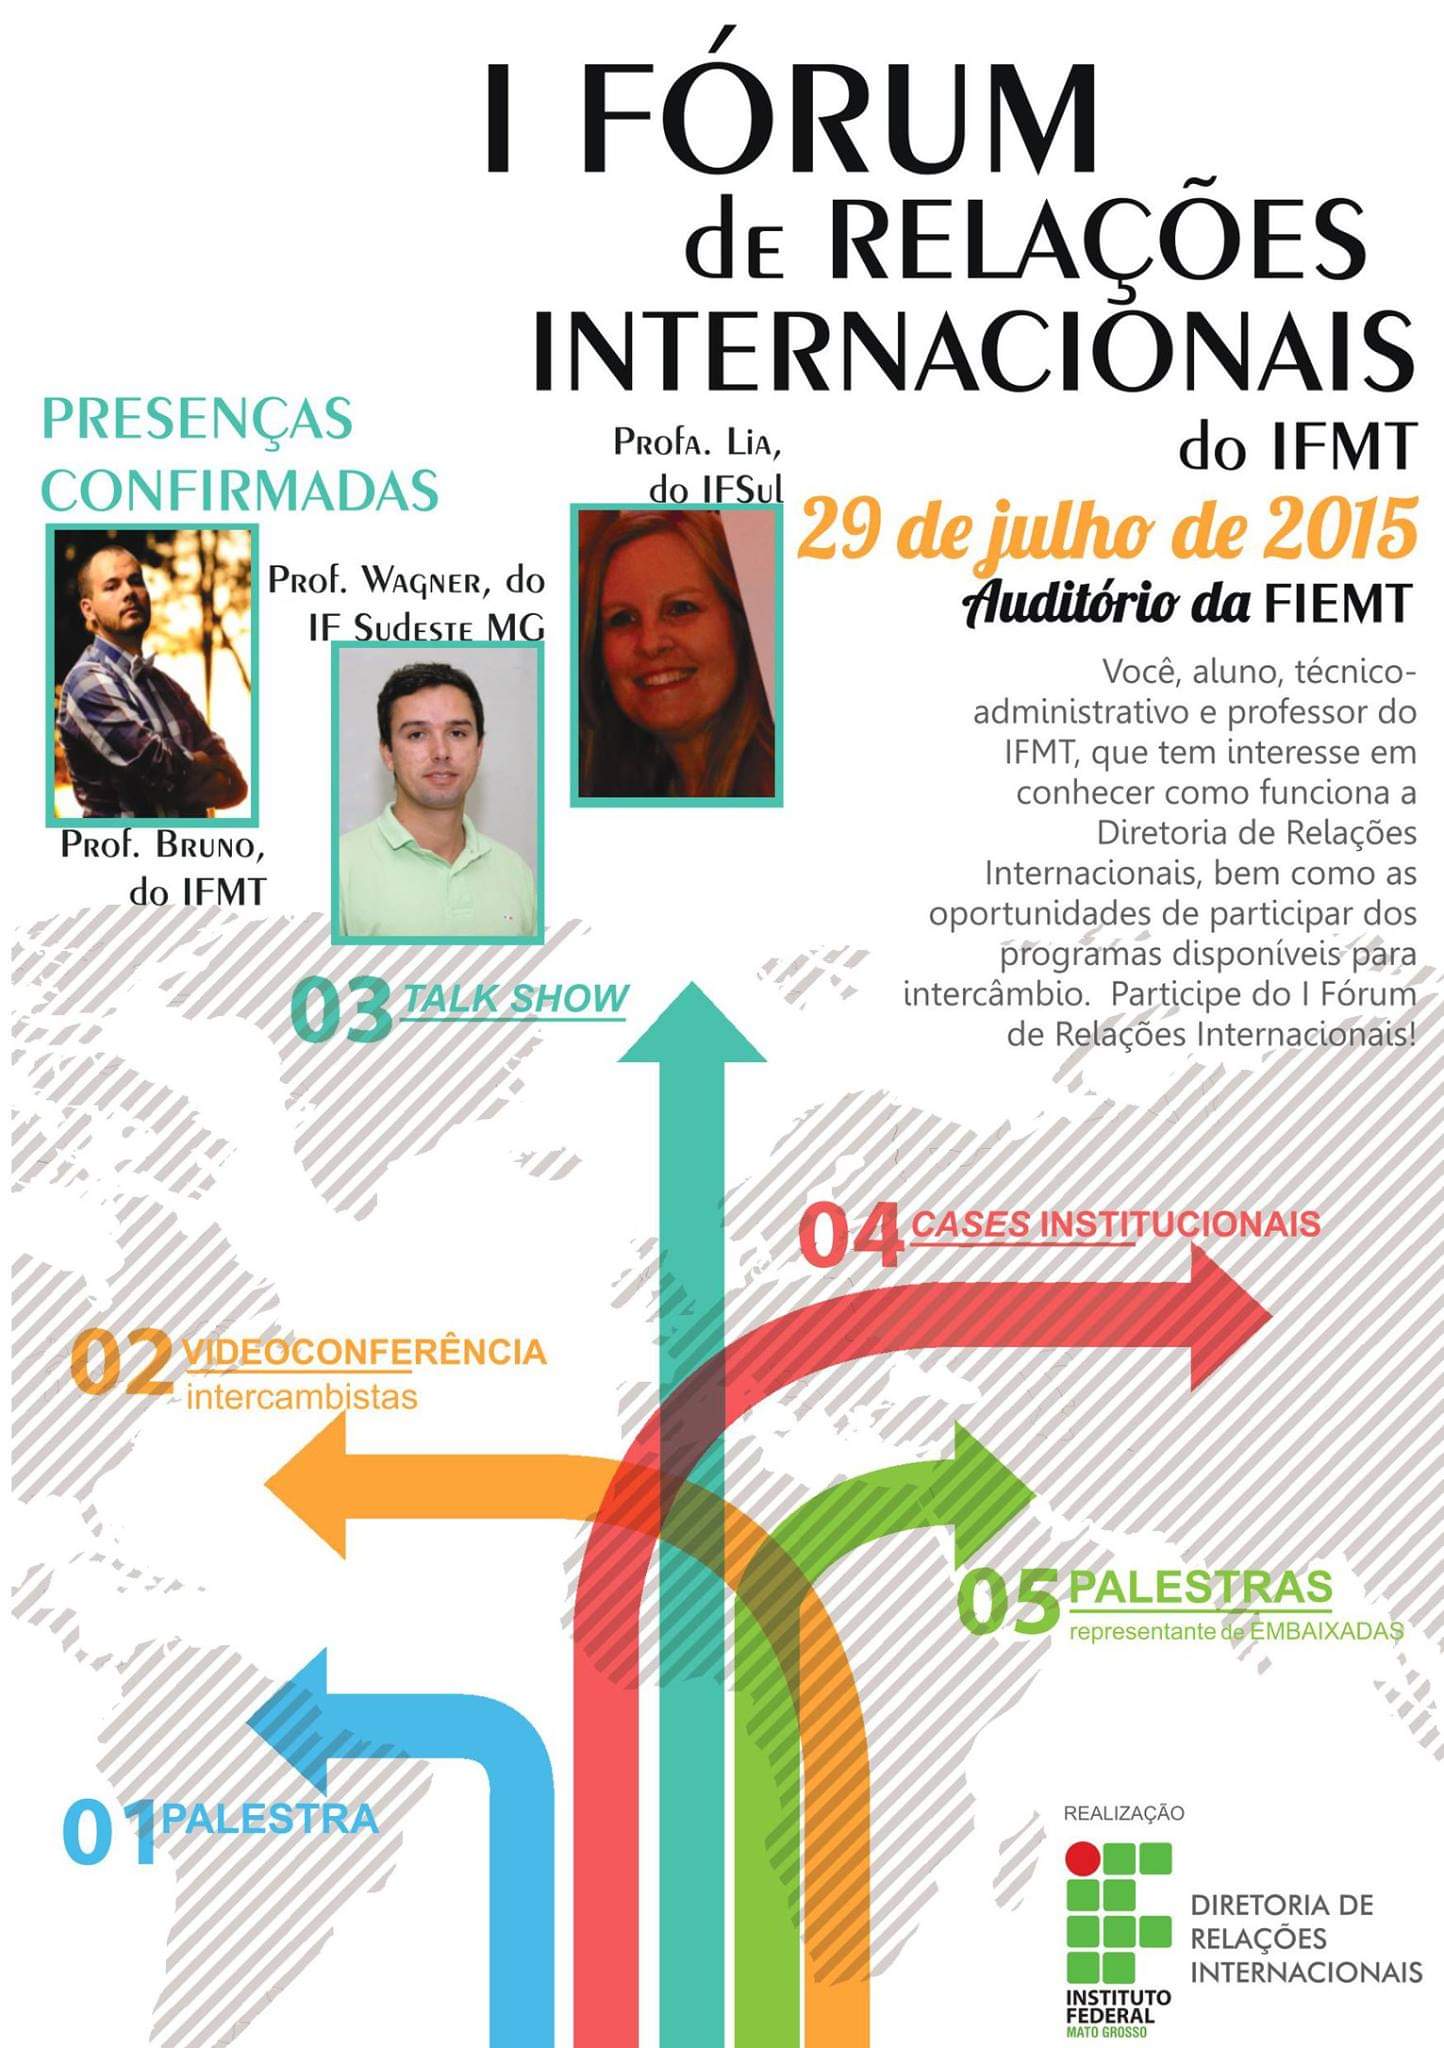 I FÓRUM
de RELAÇÕES
INTERNACIONAIS
do IFMT
29 de julho de 2015
Auditório da FIEMT
PRESENÇAS
CONFIRMADAS
Prof. Bruno,
do IFMT
Prof. Wagner, do
IF Sudeste MG
Profa. Lia,
do IFSul
Você, aluno, técnico-
administrativo e professor do
IFMT, que tem interesse em
conhecer como funciona a
Diretoria de Relações
Internacionais, bem como as
oportunidades de participar dos
programas disponíveis para
intercâmbio. Participe do I Fórum
de Relações Internacionais!
03 TALK SHOW
04 CASES INSTITUCIONAIS
02 VIDEOCONFERÊNCIA
intercambistas
05 PALESTRAS
representante de EMBAIXADAS
01 PALESTRA
REALIZAÇÃO
INSTITUTO
FEDERAL
MATO GROSSO
DIRETORIA DE
RELAÇÕES
INTERNACIONAIS